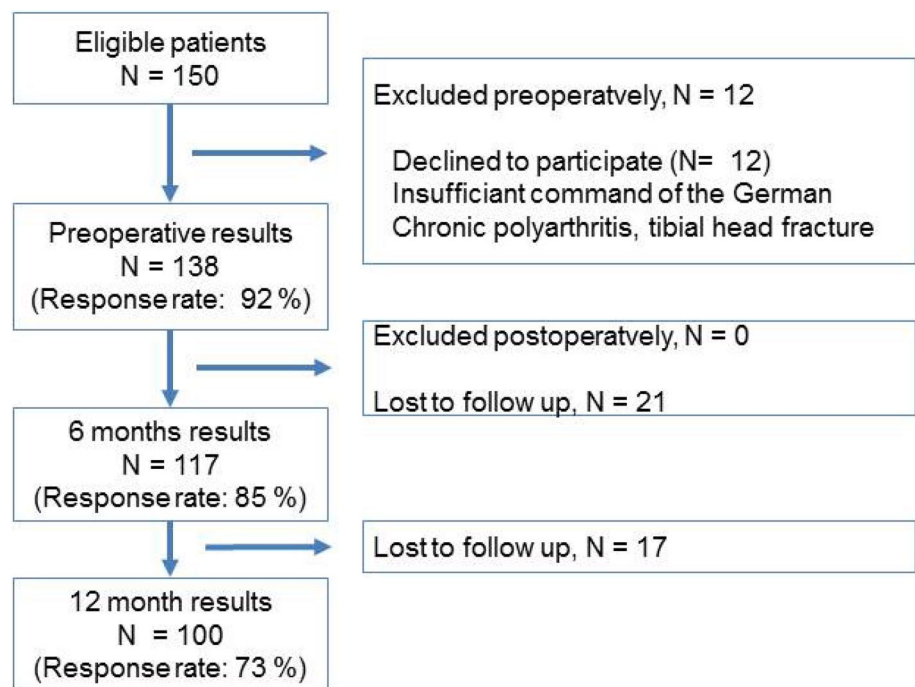 Eligible patients
N = 150
Excluded preoperatvely, N = 12
Declined to participate (N= 12)
Insufficiant command of the German
Chronic polyarthritis, tibial head fracture
Preoperative results
N = 138
(Response rate: 92 %)
Excluded postoperatvely, N = 0
Lost to follow up, N = 21
6 months results
N = 117
(Response rate: 85 %)
Lost to follow up, N = 17
12 month results
N = 100
(Response rate: 73 %)